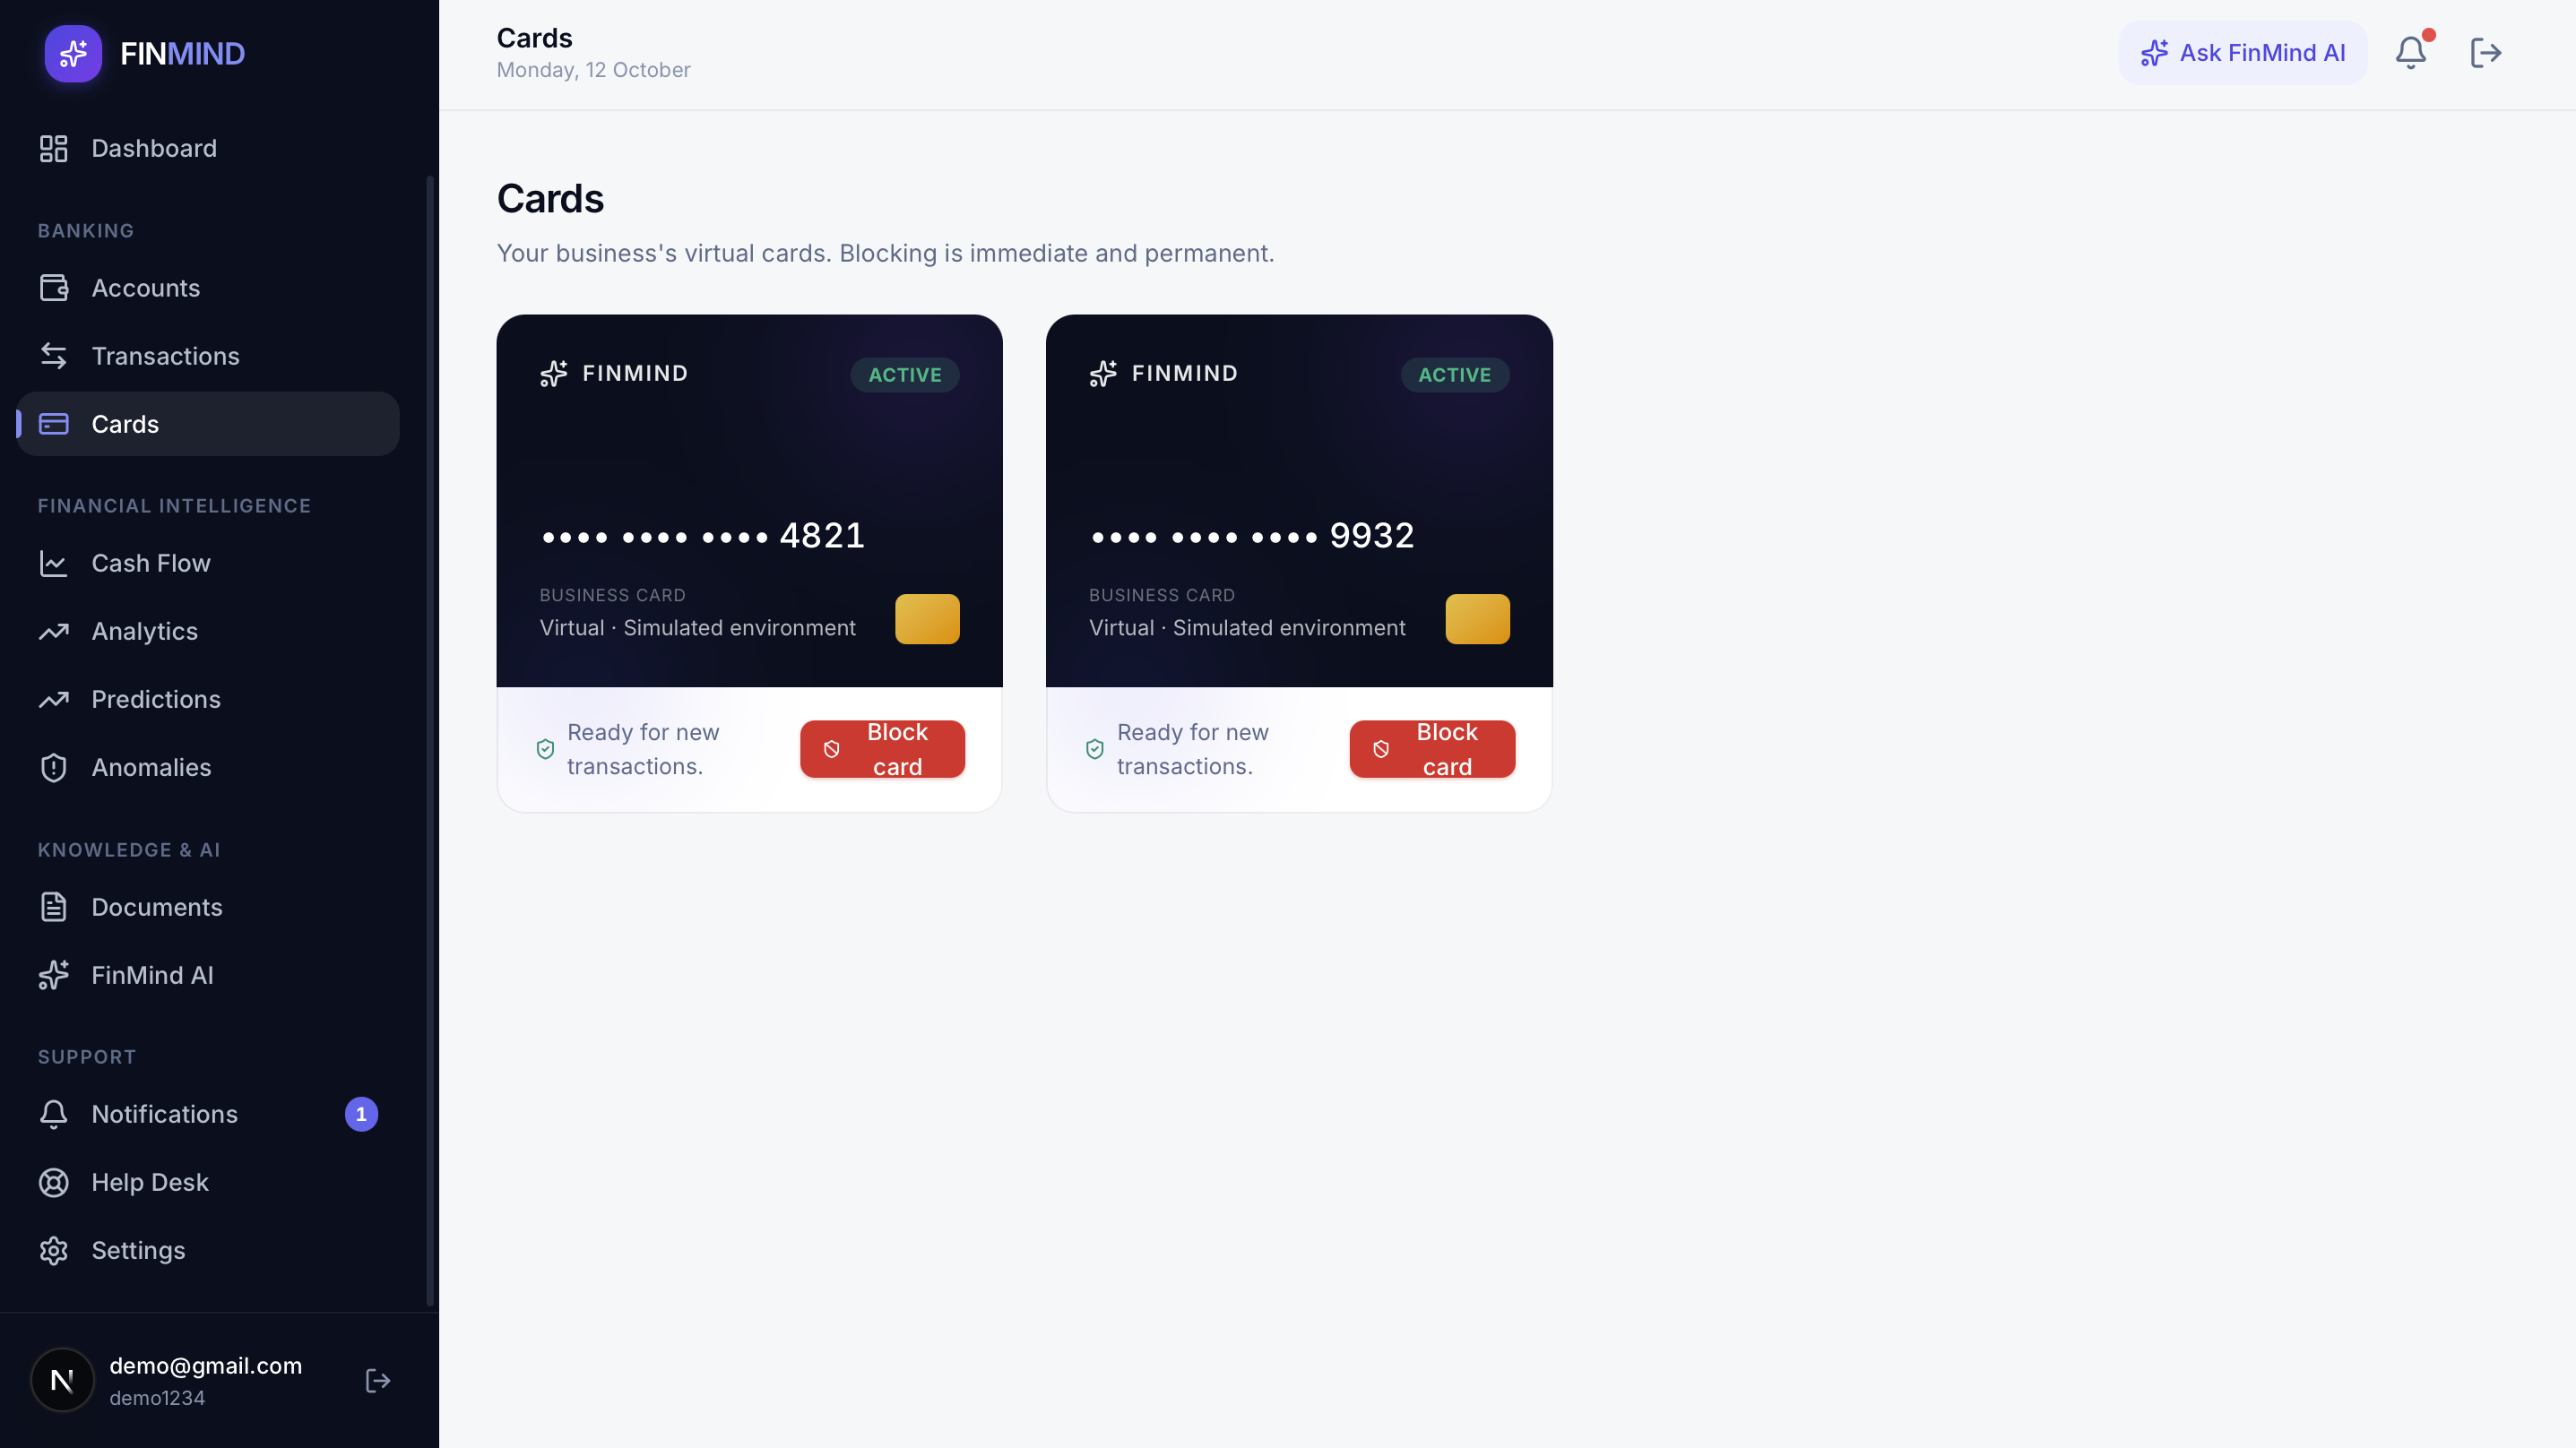 FINMIND
Dashboard
BANKING
Accounts
Transactions
Cards
FINANCIAL INTELLIGENCE
Cash Flow
Analytics
Predictions
Anomalies
KNOWLEDGE & AI
Documents
FinMind AI
SUPPORT
Notifications 1
Help Desk
Settings
N
demo@gmail.com
demo1234
Cards
Monday, 12 October
Ask FinMind AI
Cards
Your business's virtual cards. Blocking is immediate and permanent.
FINMIND ACTIVE
•••• •••• •••• 4821
BUSINESS CARD
Virtual · Simulated environment
Ready for new
transactions.
Block
card
FINMIND ACTIVE
•••• •••• •••• 9932
BUSINESS CARD
Virtual · Simulated environment
Ready for new
transactions.
Block
card